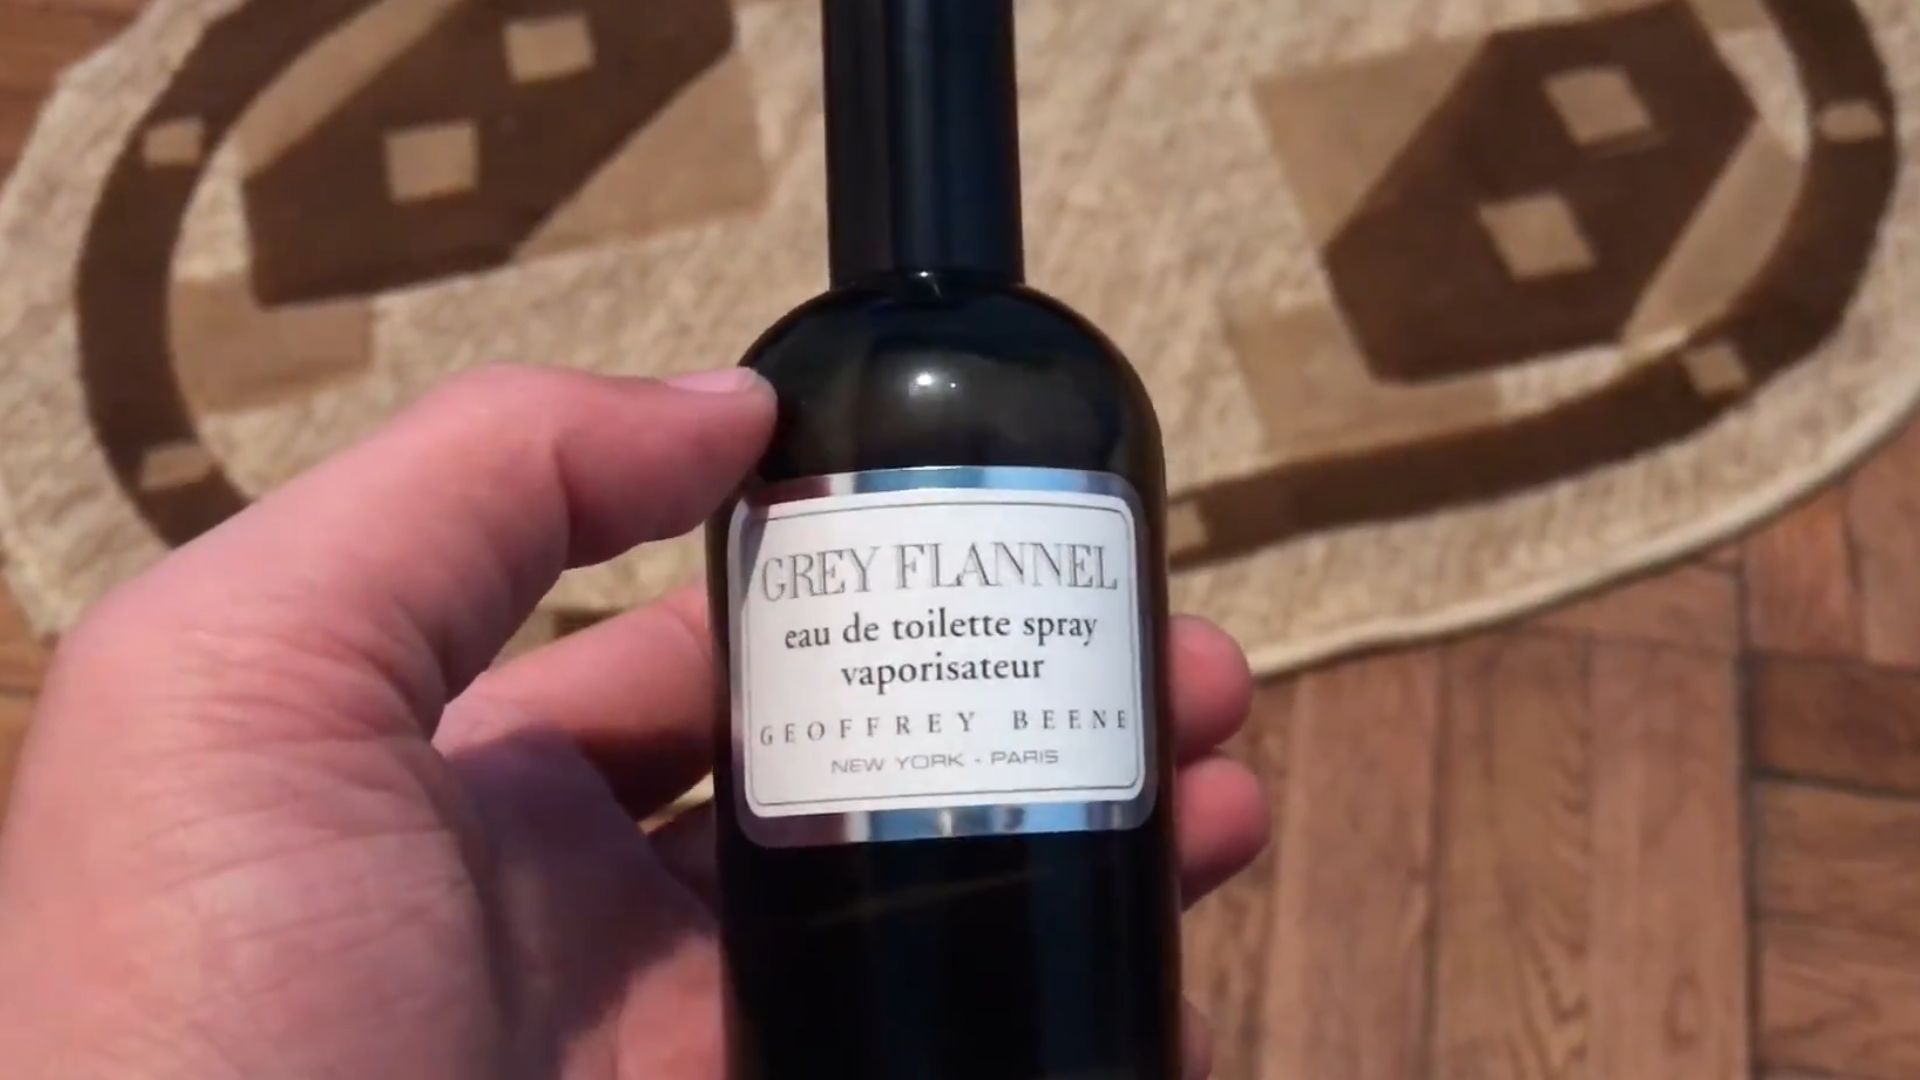 GREY FLANNEL
eau de toilette spray
vaporisateur
GEOFFREY BEENE
NEW YORK - PARIS